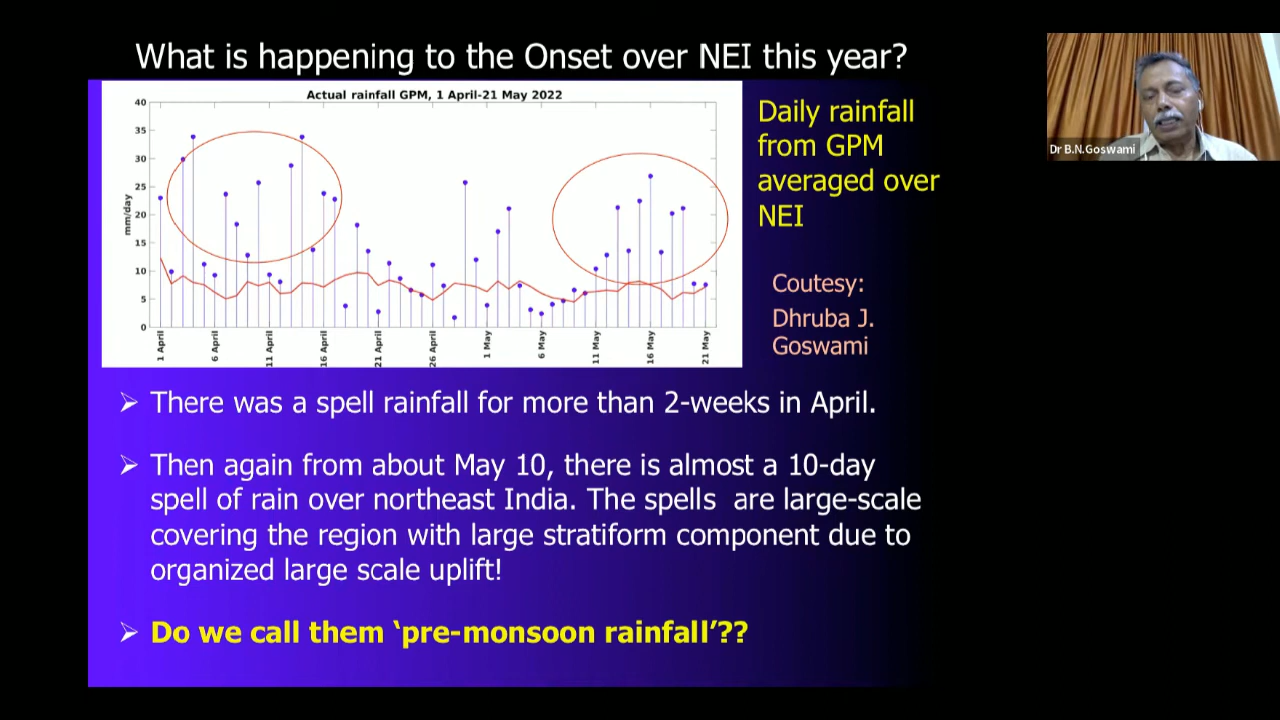 What is happening to the Onset over NEI this year?
Actual rainfall GPM, 1 April-21 May 2022
40
35
30
25
20
15
10
5
0
mm/day
1 April
6 April
11 April
16 April
21 April
26 April
1 May
6 May
11 May
16 May
21 May
Daily rainfall
from GPM
averaged over
NEI
Coutesy:
Dhruba J.
Goswami
Dr B.N.Goswami
➢ There was a spell rainfall for more than 2-weeks in April.
➢ Then again from about May 10, there is almost a 10-day
spell of rain over northeast India. The spells are large-scale
covering the region with large stratiform component due to
organized large scale uplift!
➢ Do we call them ‘pre-monsoon rainfall’??